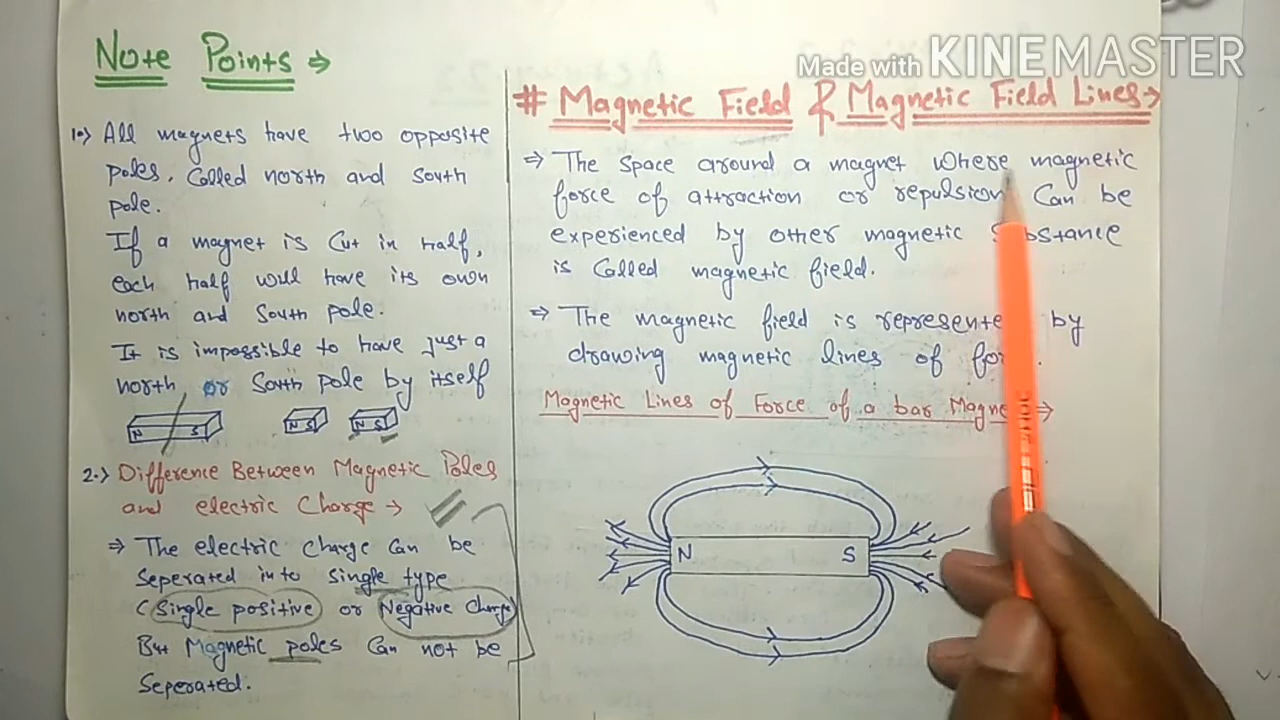 Made with KINEMASTER
Note Points ⇒
1.) All magnets have two opposite
poles. Called north and south
pole.
If a magnet is Cut in half,
each half will have its own
north and south pole.
It is impossible to have just a
north or South pole by itself
N S N S N S
2.) Difference Between Magnetic Poles
and electric Charge →
⇒ The electric charge can be
seperated in to single type
(Single positive) or Negative Charge)
But Magnetic poles Can not be
Seperated.
# Magnetic Field & Magnetic Field Lines→
⇒ The space around a magnet where magnetic
force of attraction or repulsion Can be
experienced by other magnetic Substance
is Called magnetic field.
⇒ The magnetic field is represented by
drawing magnetic lines of
Magnetic Lines of Force of a bar Magnet ⇒
N S